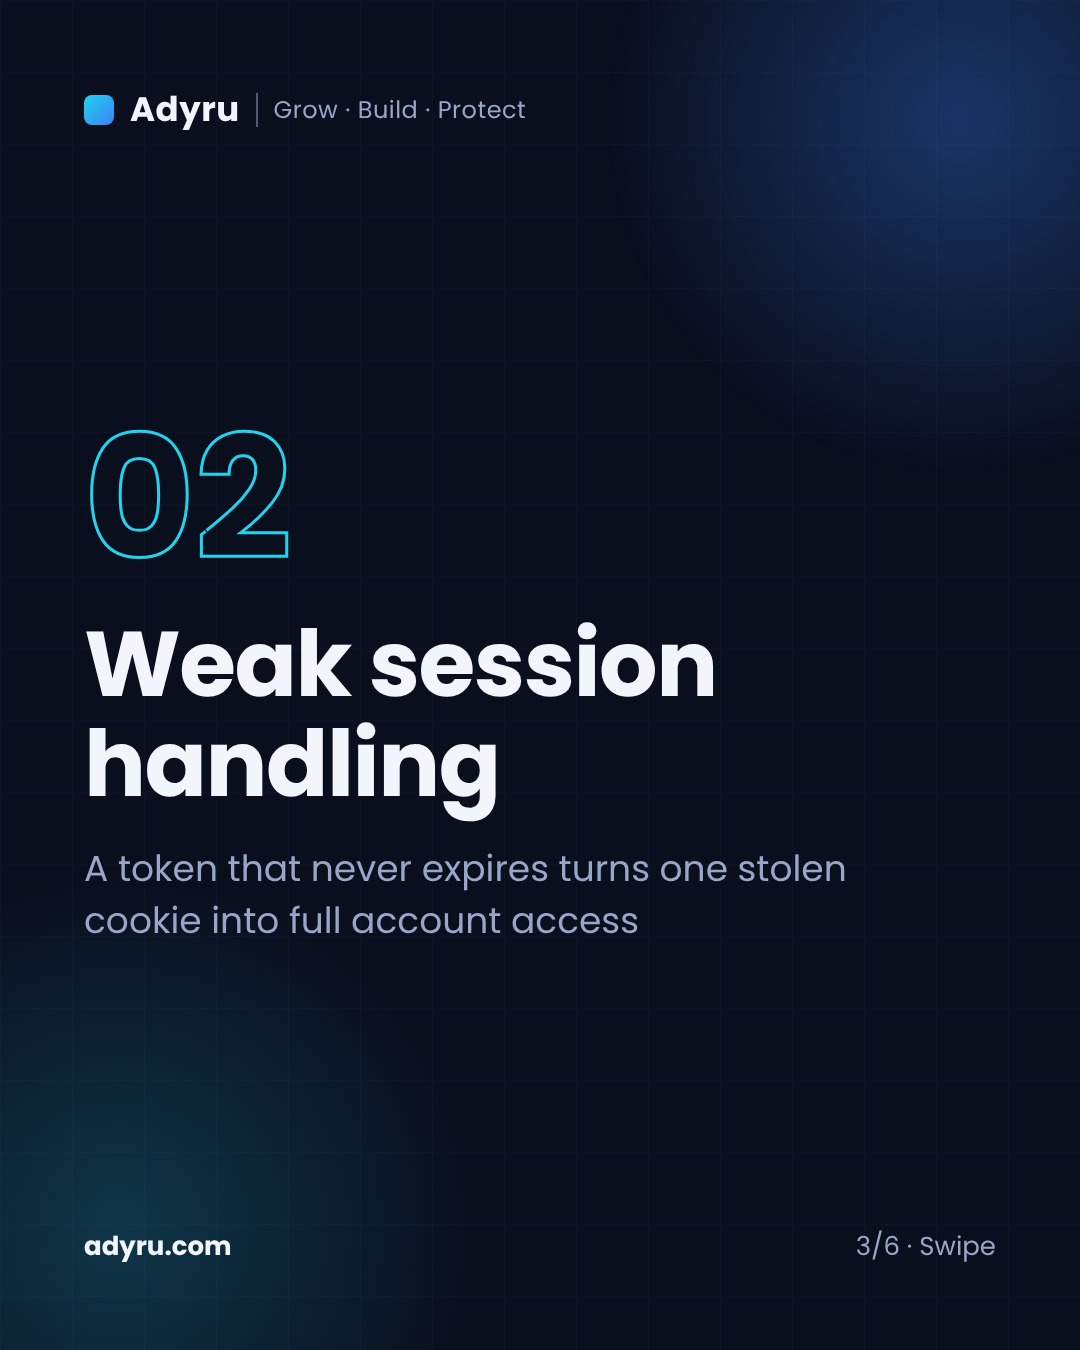 Adyru | Grow · Build · Protect
02
Weak session
handling
A token that never expires turns one stolen
cookie into full account access
adyru.com
3/6 · Swipe